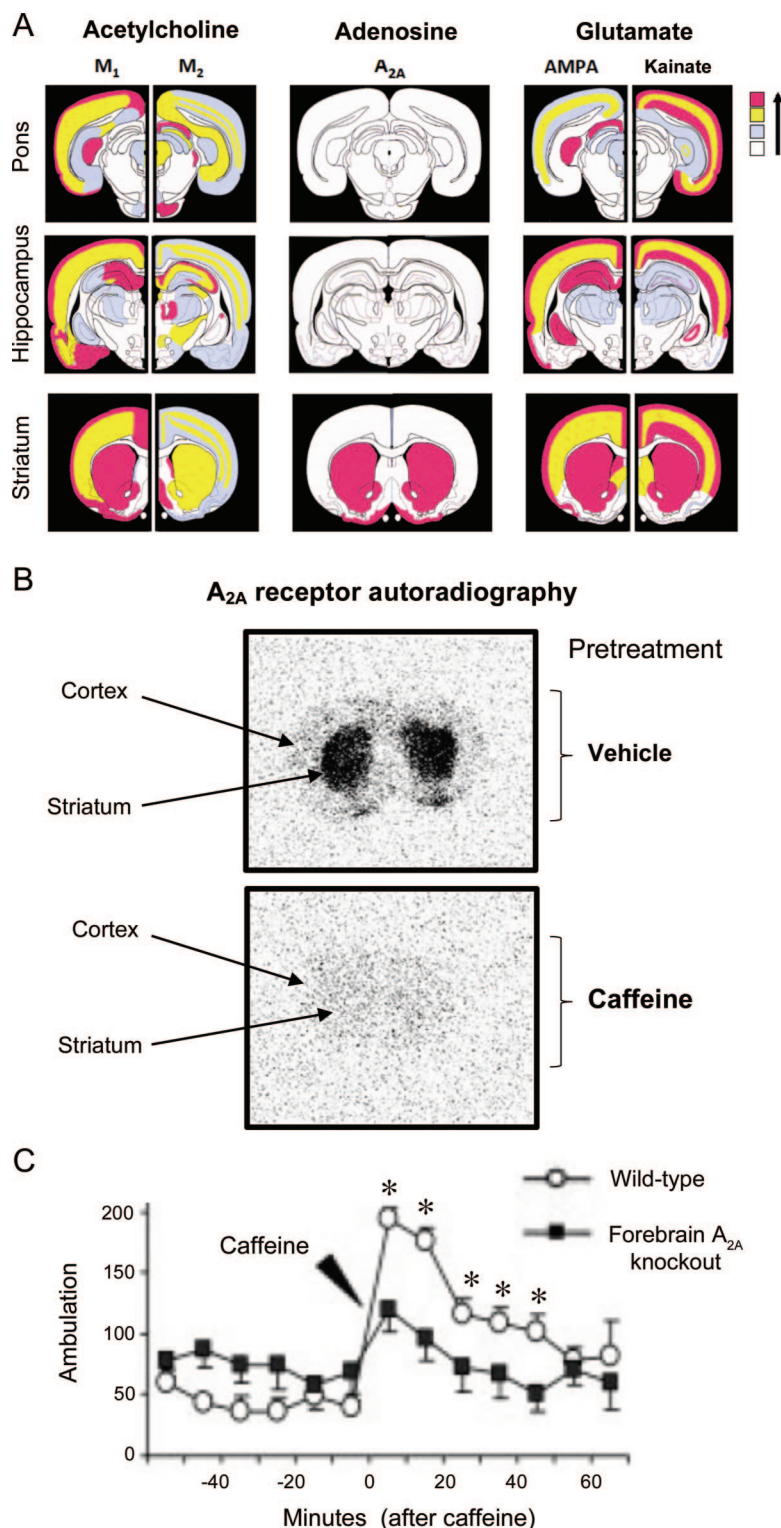 A
Acetylcholine Adenosine Glutamate
M₁ M₂ A₂A AMPA Kainate
Pons
Hippocampus
Striatum
B
A₂A receptor autoradiography
Pretreatment
Cortex
Striatum
Vehicle
Cortex
Striatum
Caffeine
C
Wild-type
Forebrain A₂A
knockout
Caffeine
* * * * *
Ambulation
200
150
100
50
0
-40 -20 0 20 40 60
Minutes (after caffeine)